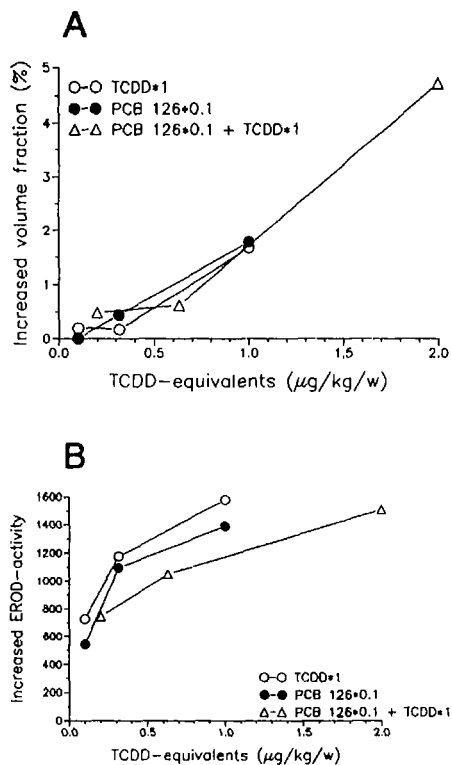 A
Increased volume fraction (%)
5
4
3
2
1
0
○-○ TCDD*1
●-● PCB 126*0.1
△-△ PCB 126*0.1 + TCDD*1
0.0 0.5 1.0 1.5 2.0
TCDD-equivalents (μg/kg/w)
B
Increased EROD-activity
1600
1400
1200
1000
800
600
400
200
0
○-○ TCDD*1
●-● PCB 126*0.1
△-△ PCB 126*0.1 + TCDD*1
0.0 0.5 1.0 1.5 2.0
TCDD-equivalents (μg/kg/w)